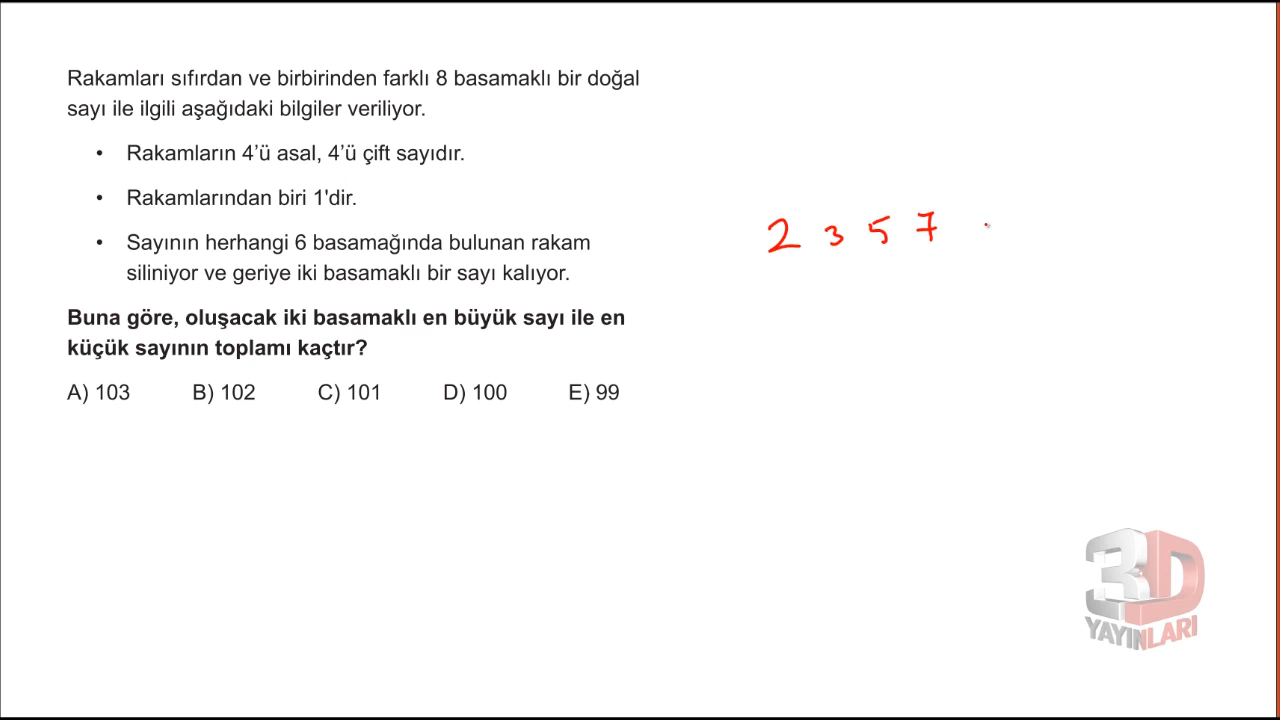 Rakamları sıfırdan ve birbirinden farklı 8 basamaklı bir doğal
sayı ile ilgili aşağıdaki bilgiler veriliyor.
• Rakamların 4’ü asal, 4’ü çift sayıdır.
• Rakamlarından biri 1'dir.
• Sayının herhangi 6 basamağında bulunan rakam
siliniyor ve geriye iki basamaklı bir sayı kalıyor.
Buna göre, oluşacak iki basamaklı en büyük sayı ile en
küçük sayının toplamı kaçtır?
A) 103 B) 102 C) 101 D) 100 E) 99
2 3 5 7
3D
YAYINLARI